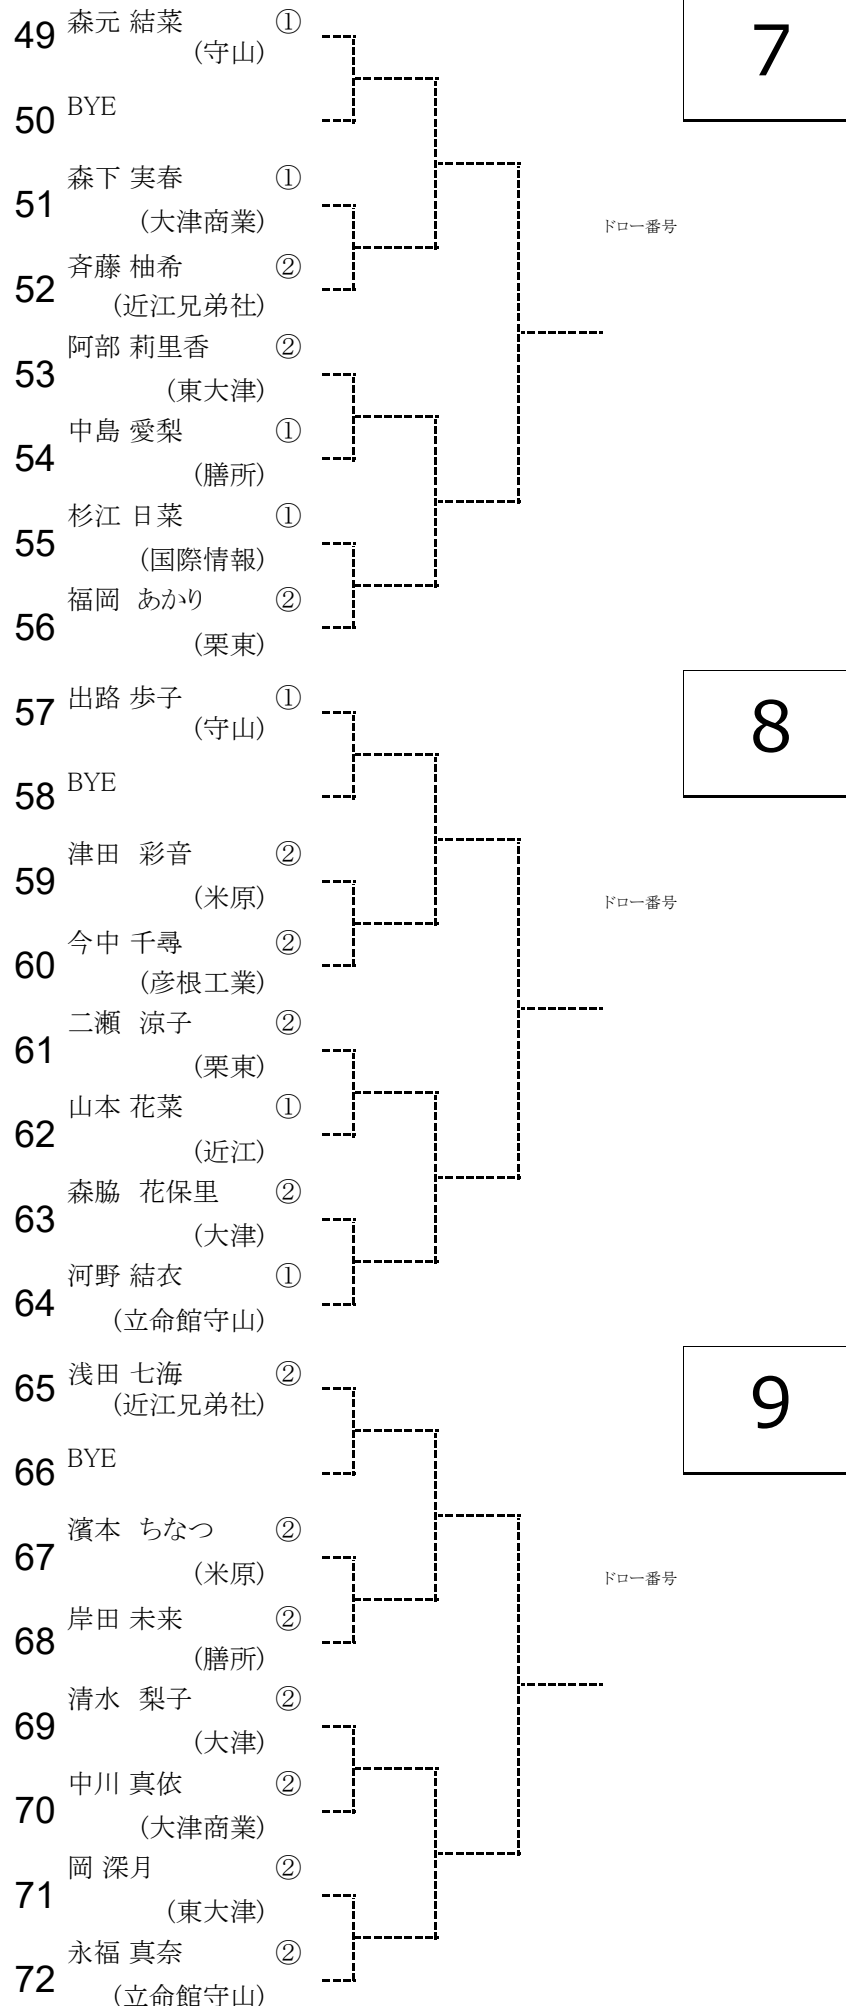 49 森元 結菜 ①
(守山)
7
50 BYE
51 森下 実春 ①
(大津商業)
ドロー番号
52 斉藤 柚希 ②
(近江兄弟社)
53 阿部 莉里香 ②
(東大津)
54 中島 愛梨 ①
(膳所)
55 杉江 日菜 ①
(国際情報)
56 福岡 あかり ②
(栗東)
57 出路 歩子 ①
(守山)
8
58 BYE
59 津田 彩音 ②
(米原)
ドロー番号
60 今中 千尋 ②
(彦根工業)
61 二瀬 涼子 ②
(栗東)
62 山本 花菜 ①
(近江)
63 森脇 花保里 ②
(大津)
64 河野 結衣 ①
(立命館守山)
65 浅田 七海 ②
(近江兄弟社)
9
66 BYE
67 濱本 ちなつ ②
(米原)
ドロー番号
68 岸田 未来 ②
(膳所)
69 清水 梨子 ②
(大津)
70 中川 真依 ②
(大津商業)
71 岡 深月 ②
(東大津)
72 永福 真奈 ②
(立命館守山)